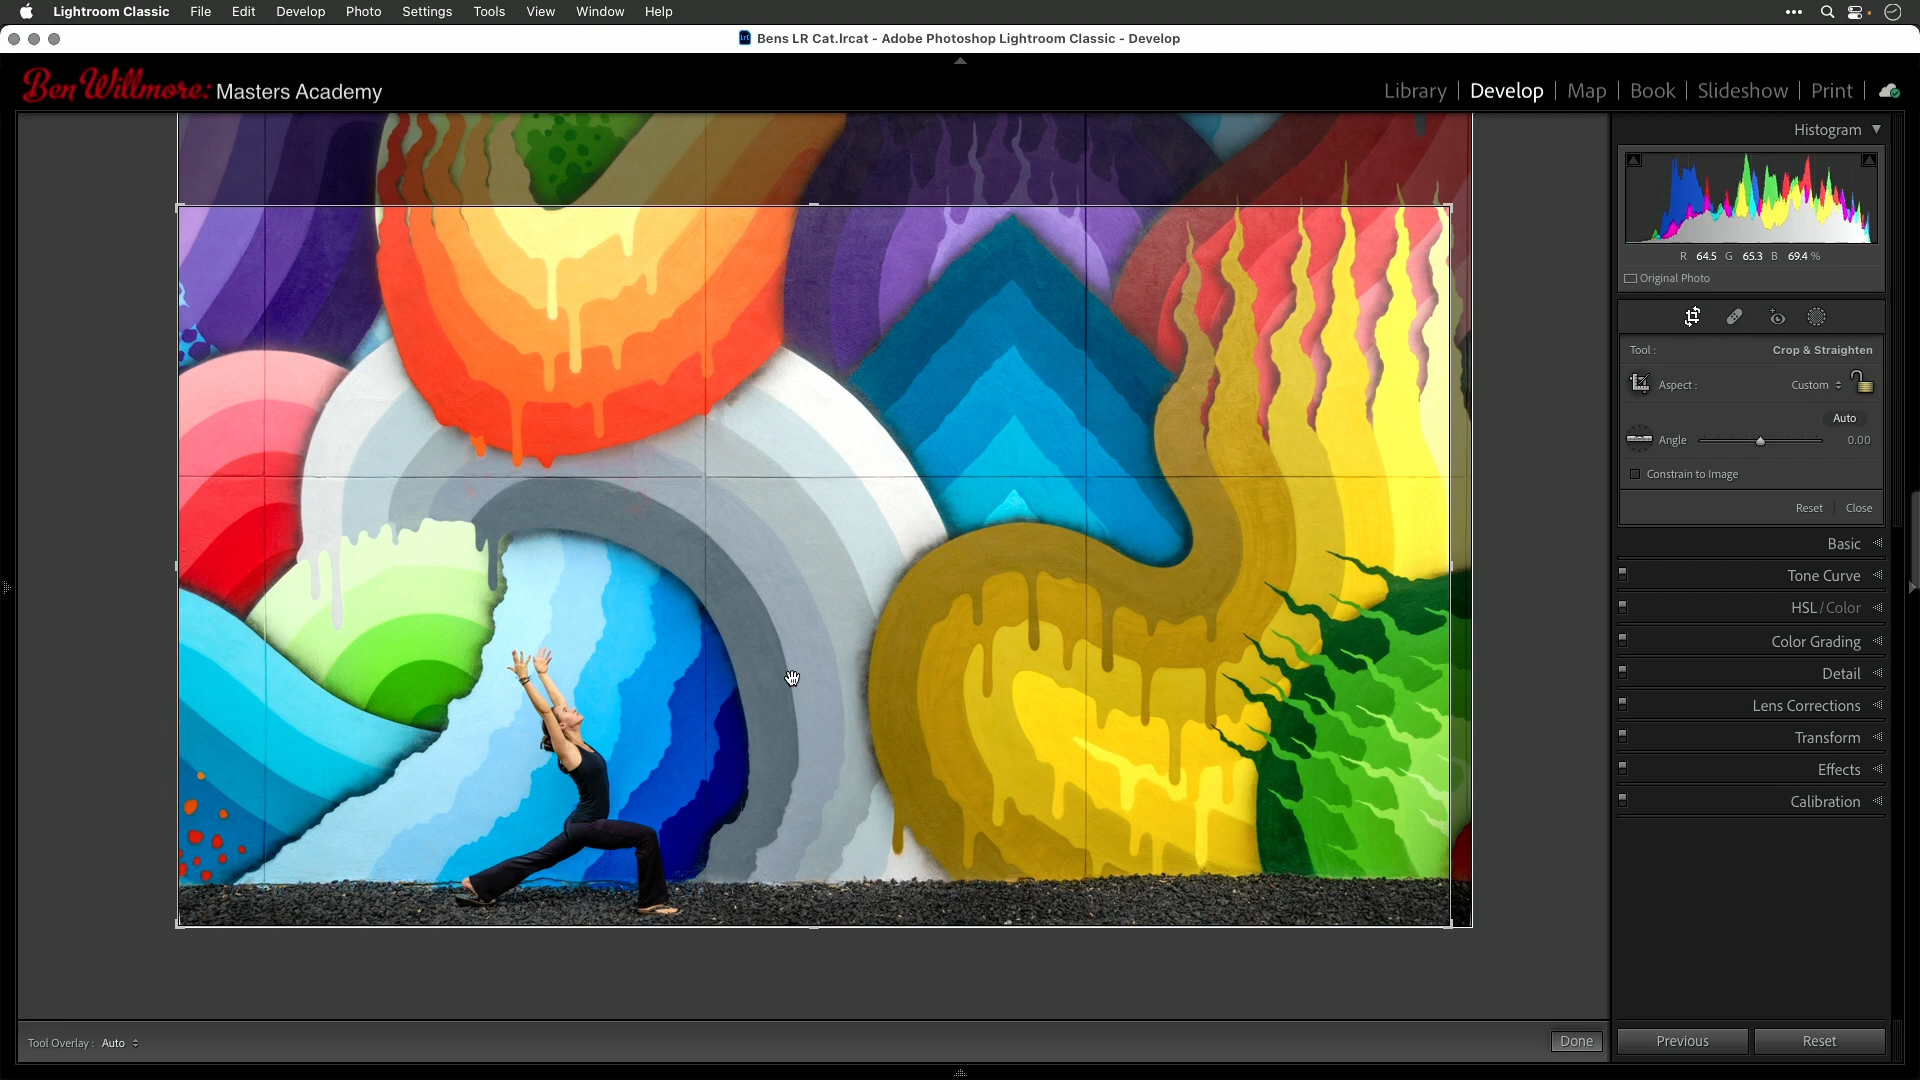 Lightroom Classic File Edit Develop Photo Settings Tools View Window Help
Bens LR Cat.lrcat - Adobe Photoshop Lightroom Classic - Develop
Ben Willmore: Masters Academy
Library | Develop | Map | Book | Slideshow | Print |
Histogram
R 64.5 G 65.3 B 69.4 %
Original Photo
Tool : Crop & Straighten
Aspect : Custom
Auto
Angle 0.00
Constrain to Image
Reset Close
Basic
Tone Curve
HSL / Color
Color Grading
Detail
Lens Corrections
Transform
Effects
Calibration
Tool Overlay : Auto
Done
Previous Reset